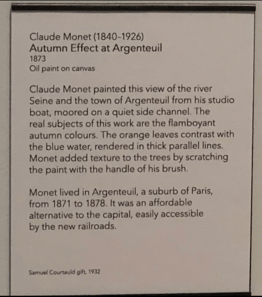 Claude Monet (1840-1926)
Autumn Effect at Argenteuil
1873
Oil paint on canvas
Claude Monet painted this view of the river
Seine and the town of Argenteuil from his studio
boat, moored on a quiet side channel. The
real subjects of this work are the flamboyant
autumn colours. The orange leaves contrast with
the blue water, rendered in thick parallel lines.
Monet added texture to the trees by scratching
the paint with the handle of his brush.
Monet lived in Argenteuil, a suburb of Paris,
from 1871 to 1878. It was an affordable
alternative to the capital, easily accessible
by the new railroads.
Samuel Courtauld gift, 1932